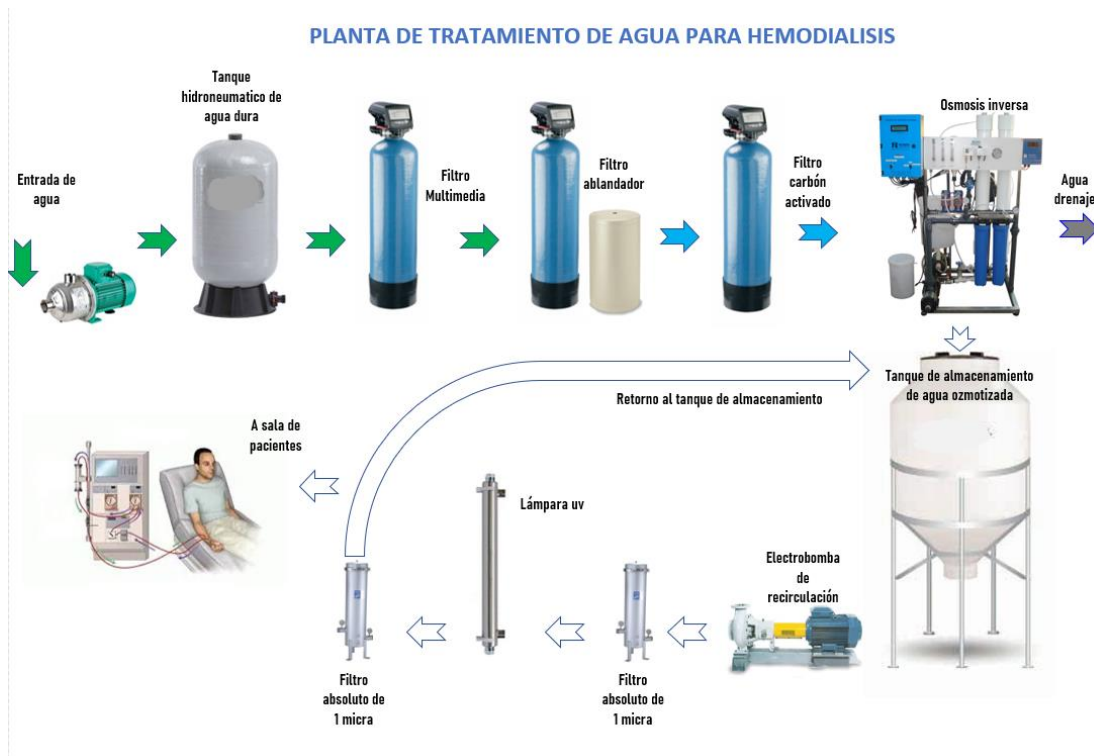 PLANTA DE TRATAMIENTO DE AGUA PARA HEMODIALISIS
Tanque
hidroneumatico de
agua dura
Osmosis inversa
Entrada de
agua
Filtro
Multimedia
Filtro
ablandador
Filtro
carbón
activado
Agua
drenaje
Retorno al tanque de almacenamiento
Tanque de almacenamiento
de agua ozmotizada
A sala de
pacientes
Lámpara uv
Electrobomba
de
recirculación
Filtro
absoluto de
1 micra
Filtro
absoluto de
1 micra